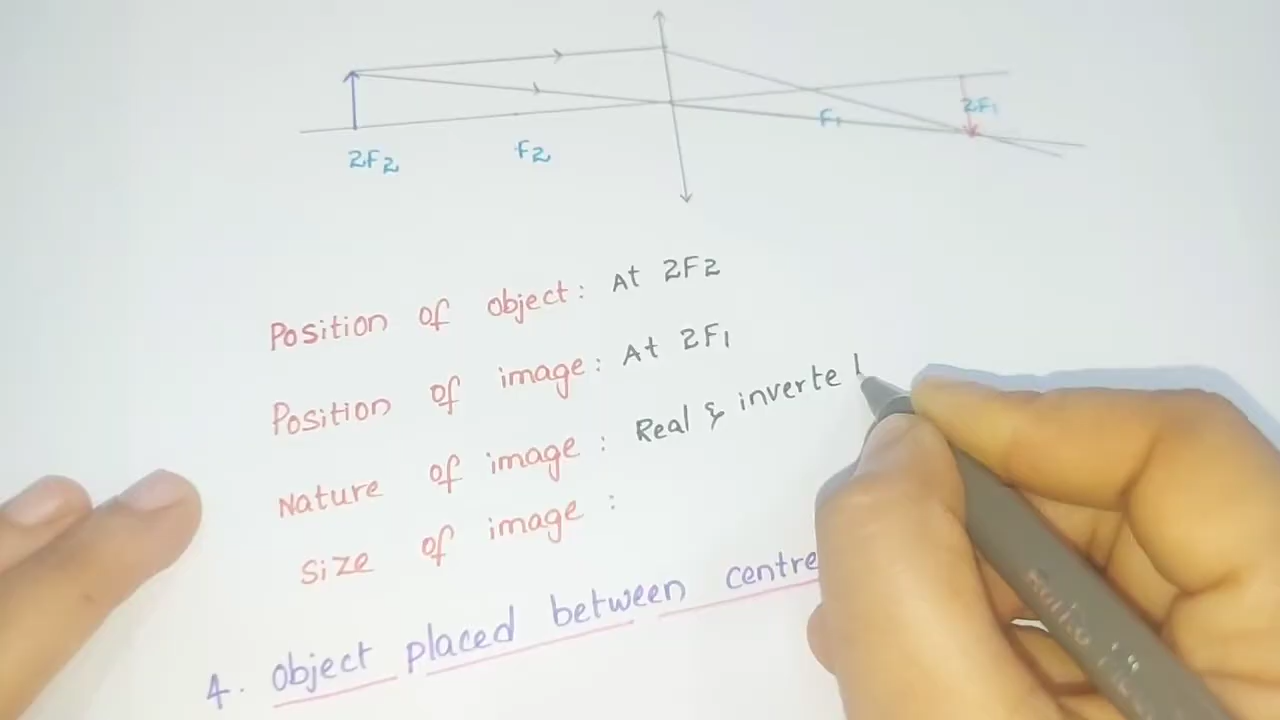 2F1
F1
2F2 F2
Position of object: At 2F2
Position of image: At 2F1
Nature of image: Real & inverte
Size of image:
4. Object placed between centre